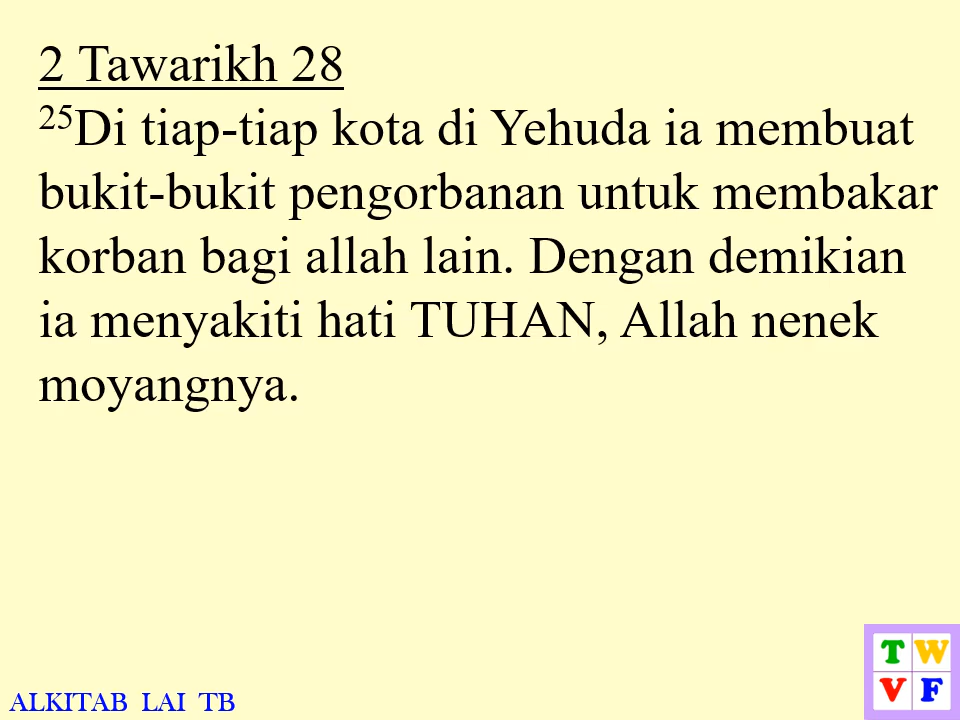 2 Tawarikh 28
25Di tiap-tiap kota di Yehuda ia membuat
bukit-bukit pengorbanan untuk membakar
korban bagi allah lain. Dengan demikian
ia menyakiti hati TUHAN, Allah nenek
moyangnya.
T W
V F
ALKITAB LAI TB